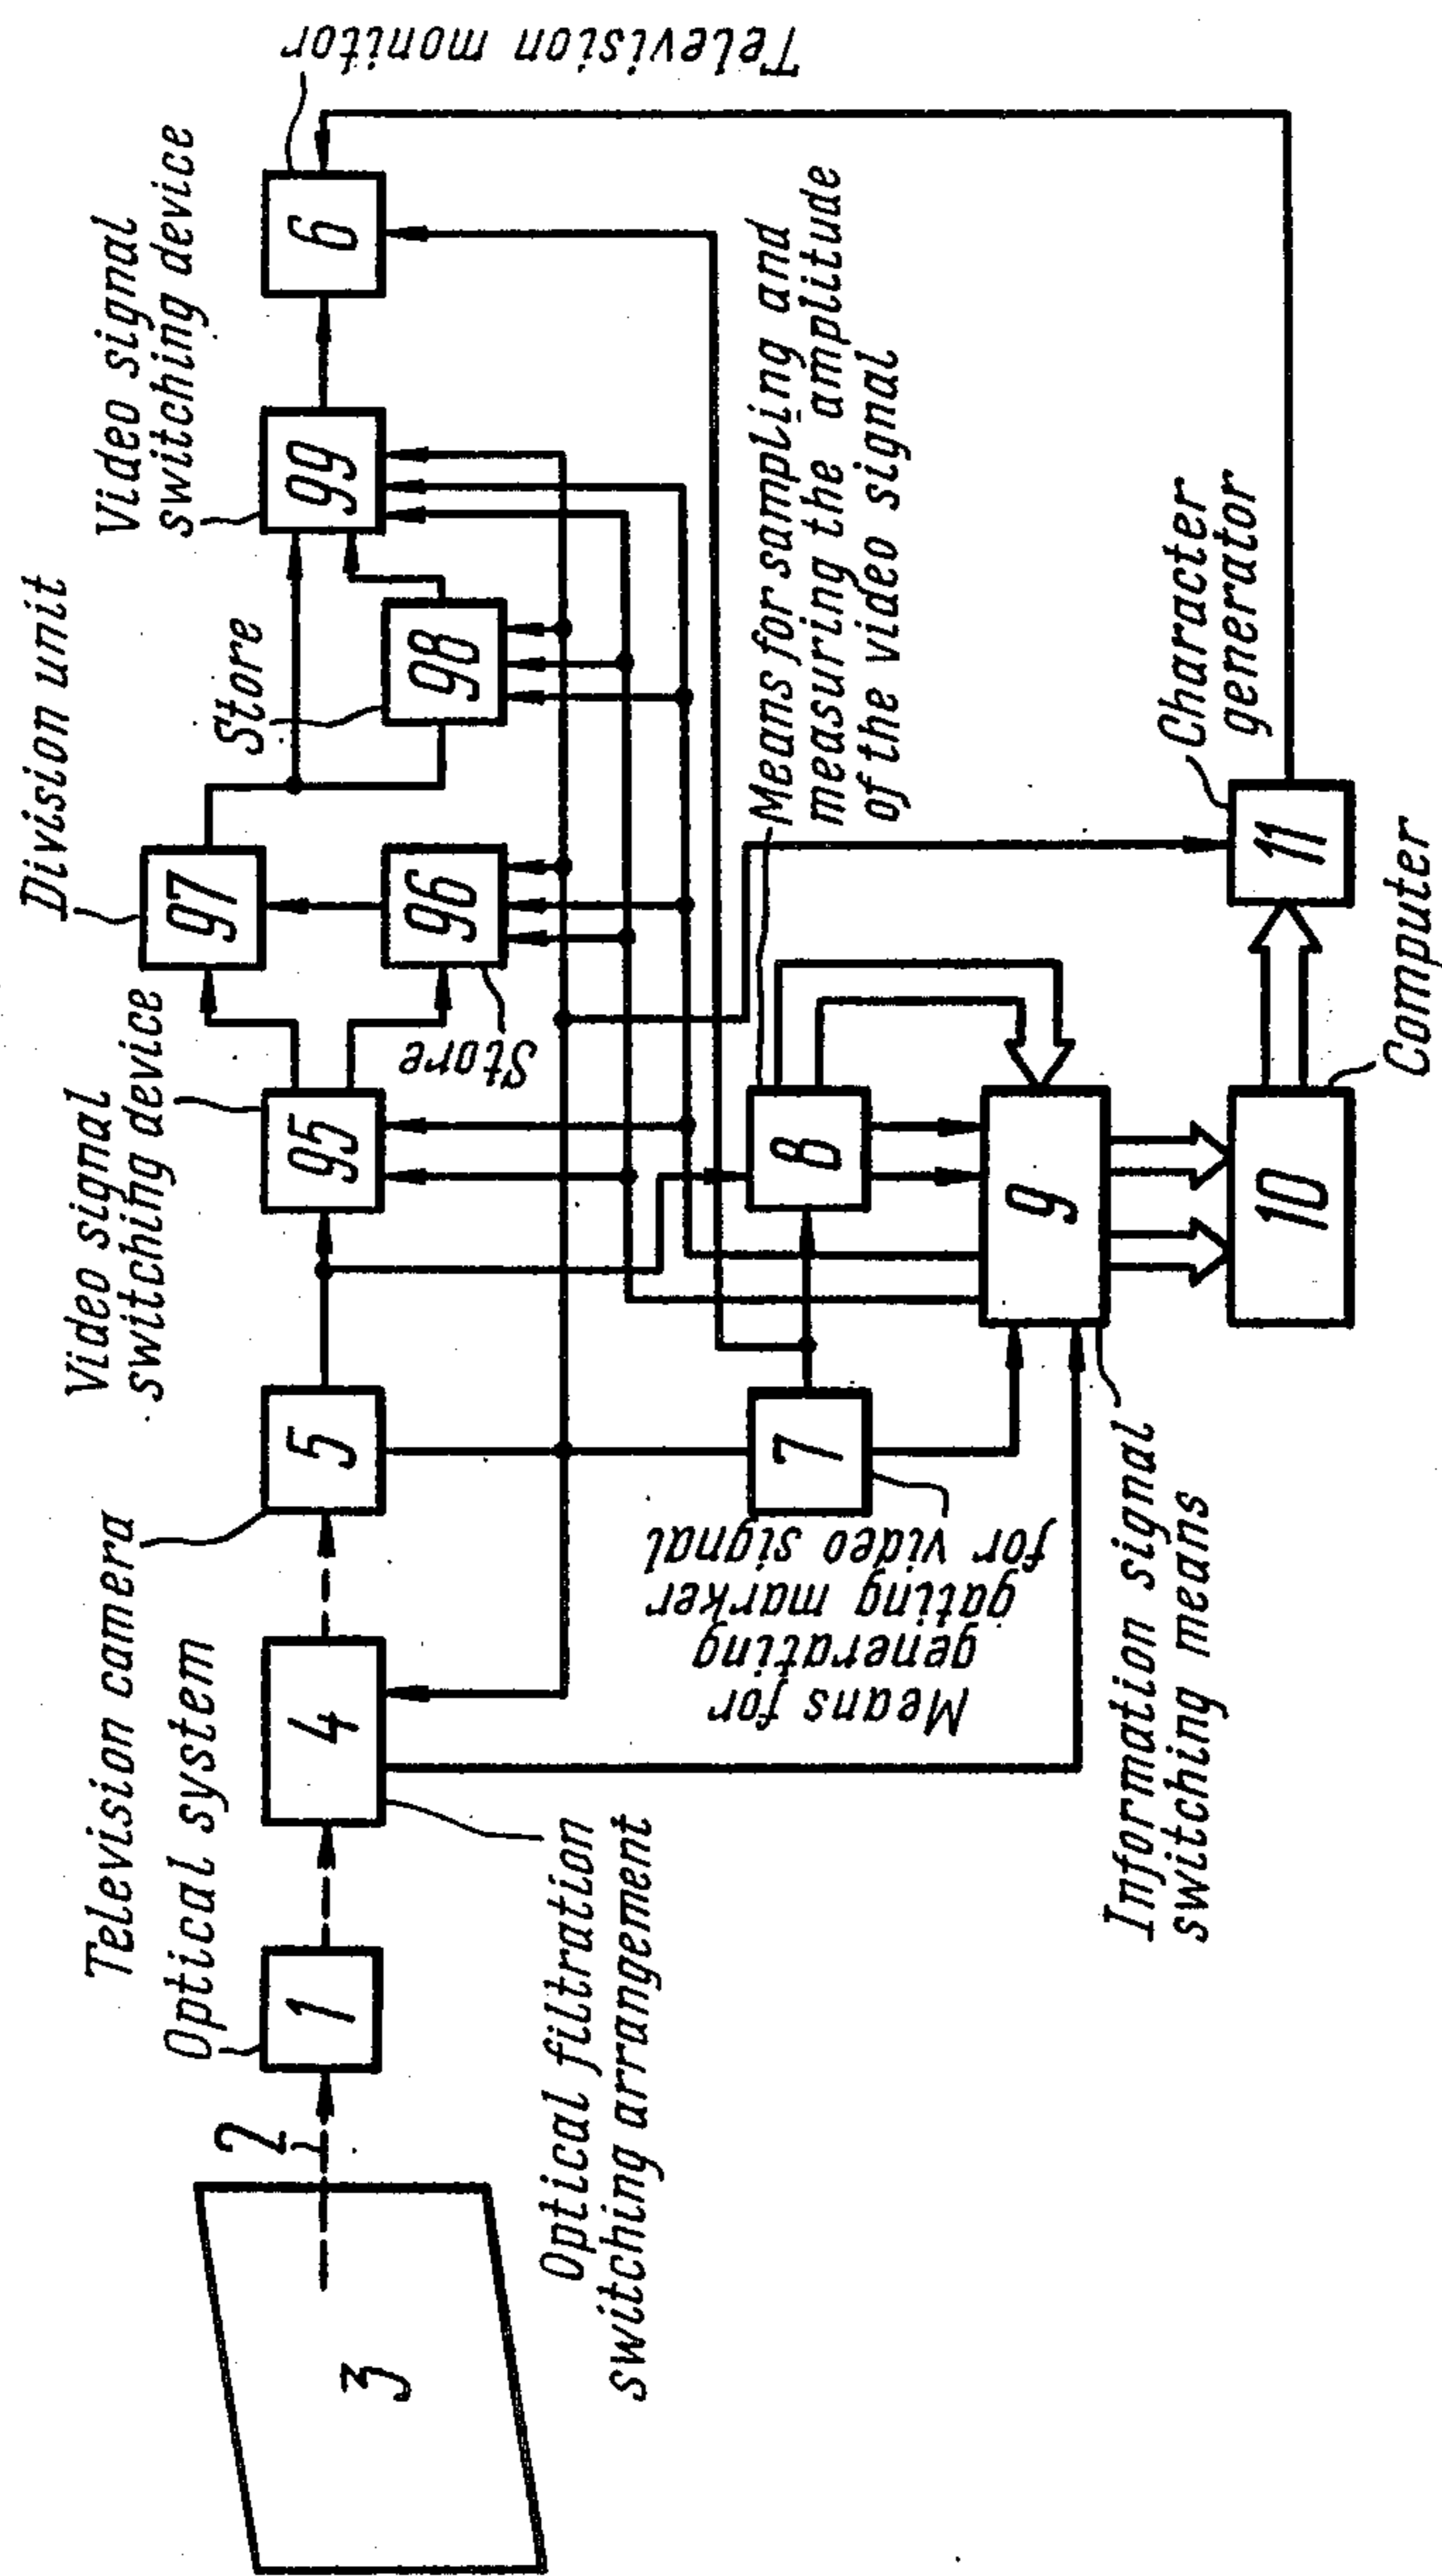 Television monitor
Video signal
switching device
Division unit
Store
6
99
98
97
96
Store
Video signal
switching device
95
Means for sampling and
measuring the amplitude
of the video signal
Character
generator
11
Computer
8
9
10
Television camera
5
7
Means for
generating
gating marker
for video signal
Information signal
switching means
Optical system
4
1
Optical filtration
switching arrangement
2
3